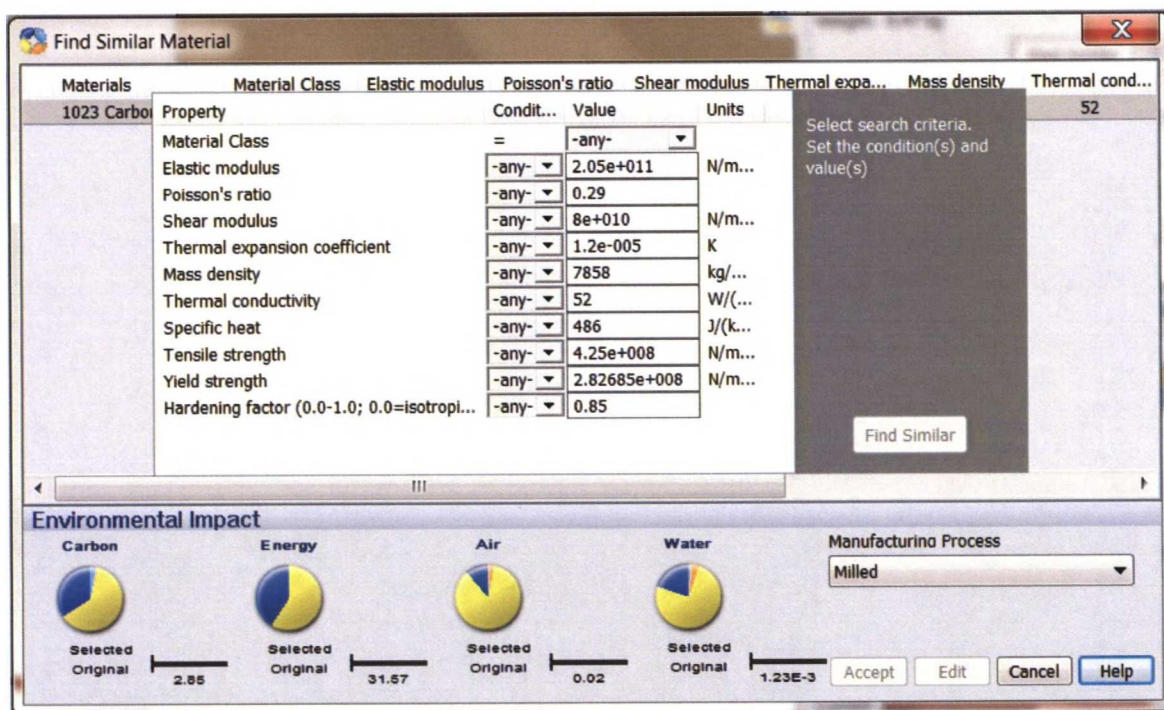 Find Similar Material
Materials Material Class Elastic modulus Poisson's ratio Shear modulus Thermal expa... Mass density Thermal cond...
1023 Carbo 52
Property Condit... Value Units
Material Class = -any-
Elastic modulus -any- 2.05e+011 N/m...
Poisson's ratio -any- 0.29
Shear modulus -any- 8e+010 N/m...
Thermal expansion coefficient -any- 1.2e-005 K
Mass density -any- 7858 kg/...
Thermal conductivity -any- 52 W/(...
Specific heat -any- 486 J/(k...
Tensile strength -any- 4.25e+008 N/m...
Yield strength -any- 2.82685e+008 N/m...
Hardening factor (0.0-1.0; 0.0=isotropi... -any- 0.85
Select search criteria.
Set the condition(s) and
value(s)
Find Similar
Environmental Impact
Carbon Energy Air Water
Manufacturing Process
Milled
Selected Selected Selected Selected
Original Original Original Original
2.85 31.57 0.02 1.23E-3
Accept Edit Cancel Help